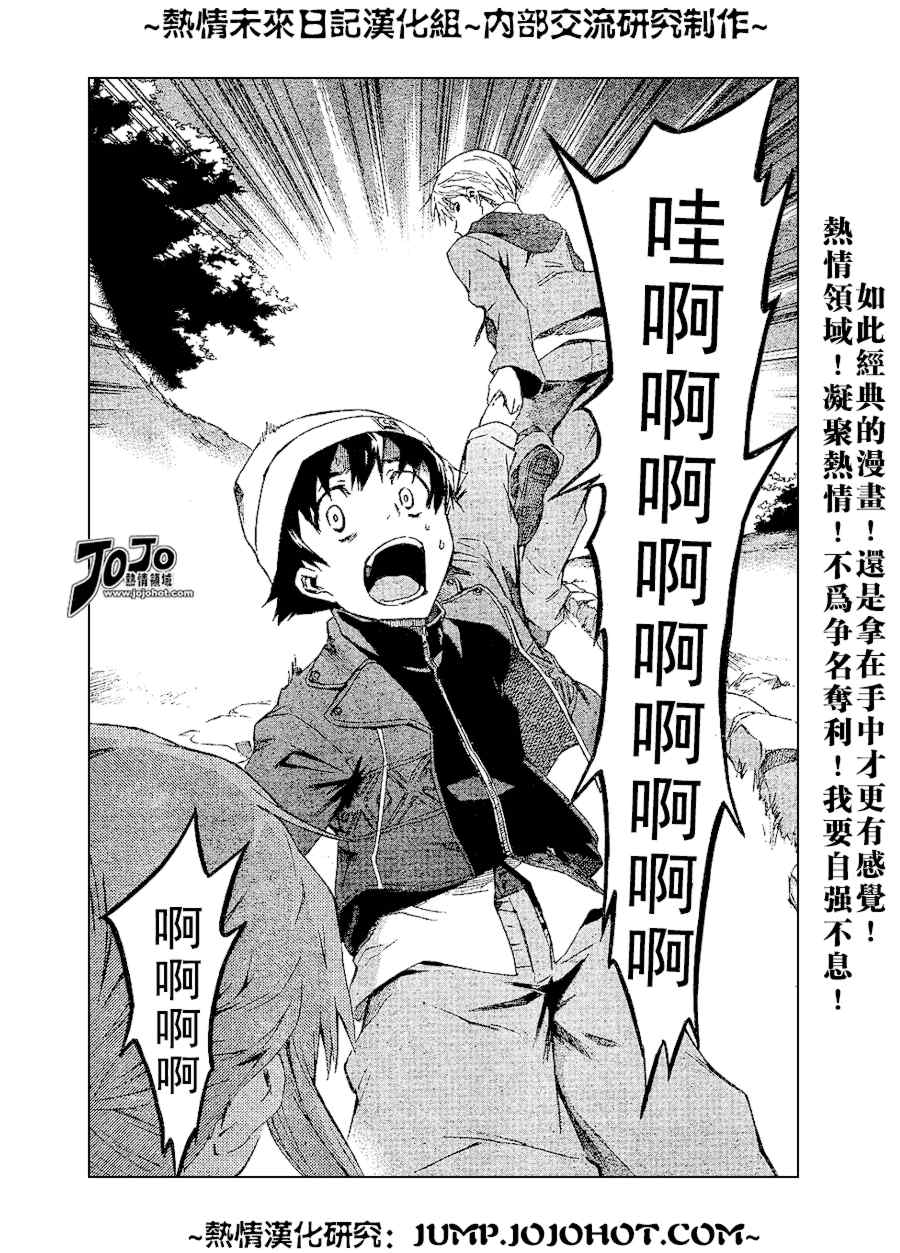 ~熱情未來日記漢化組~内部交流研究制作~
哇啊啊啊啊啊啊啊啊啊
啊啊啊啊
如此經典的漫畫！還是拿在手中才更有感覺！
熱情領域！凝聚熱情！不爲争名奪利！我要自强不息！
JOJO
熱情領域
www.jojohot.com
~熱情漢化研究：JUMP.JOJOHOT.COM~